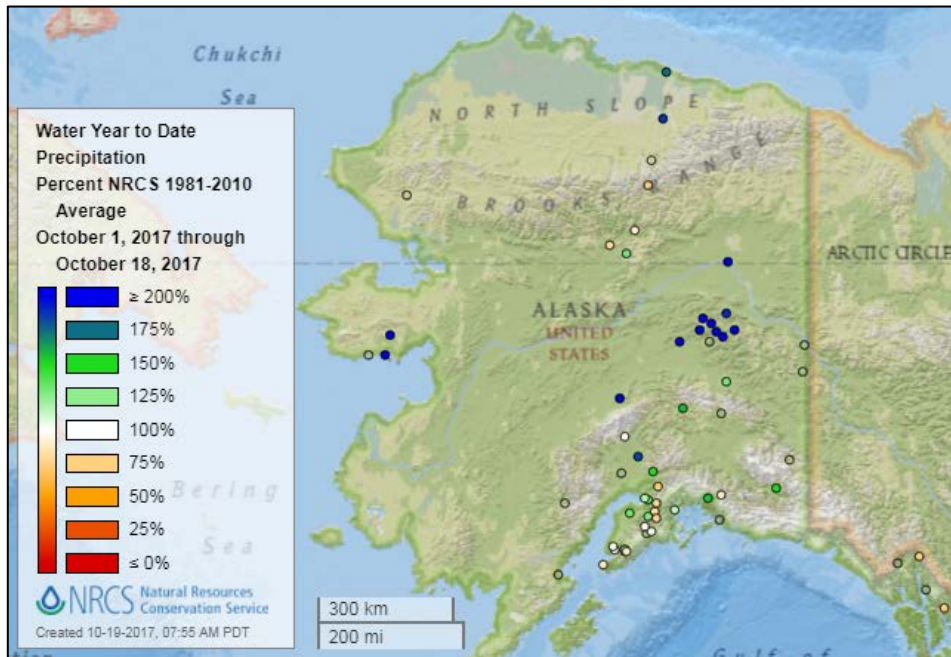 Chukchi
Sea
NORTH SLOPE
BROOKS RANGE
ARCTIC CIRCLE
ALASKA
UNITED
STATES
Bering
Sea
Gulf of
Water Year to Date
Precipitation
Percent NRCS 1981-2010
Average
October 1, 2017 through
October 18, 2017
≥ 200%
175%
150%
125%
100%
75%
50%
25%
≤ 0%
NRCS Natural Resources
Conservation Service
Created 10-19-2017, 07:55 AM PDT
300 km
200 mi